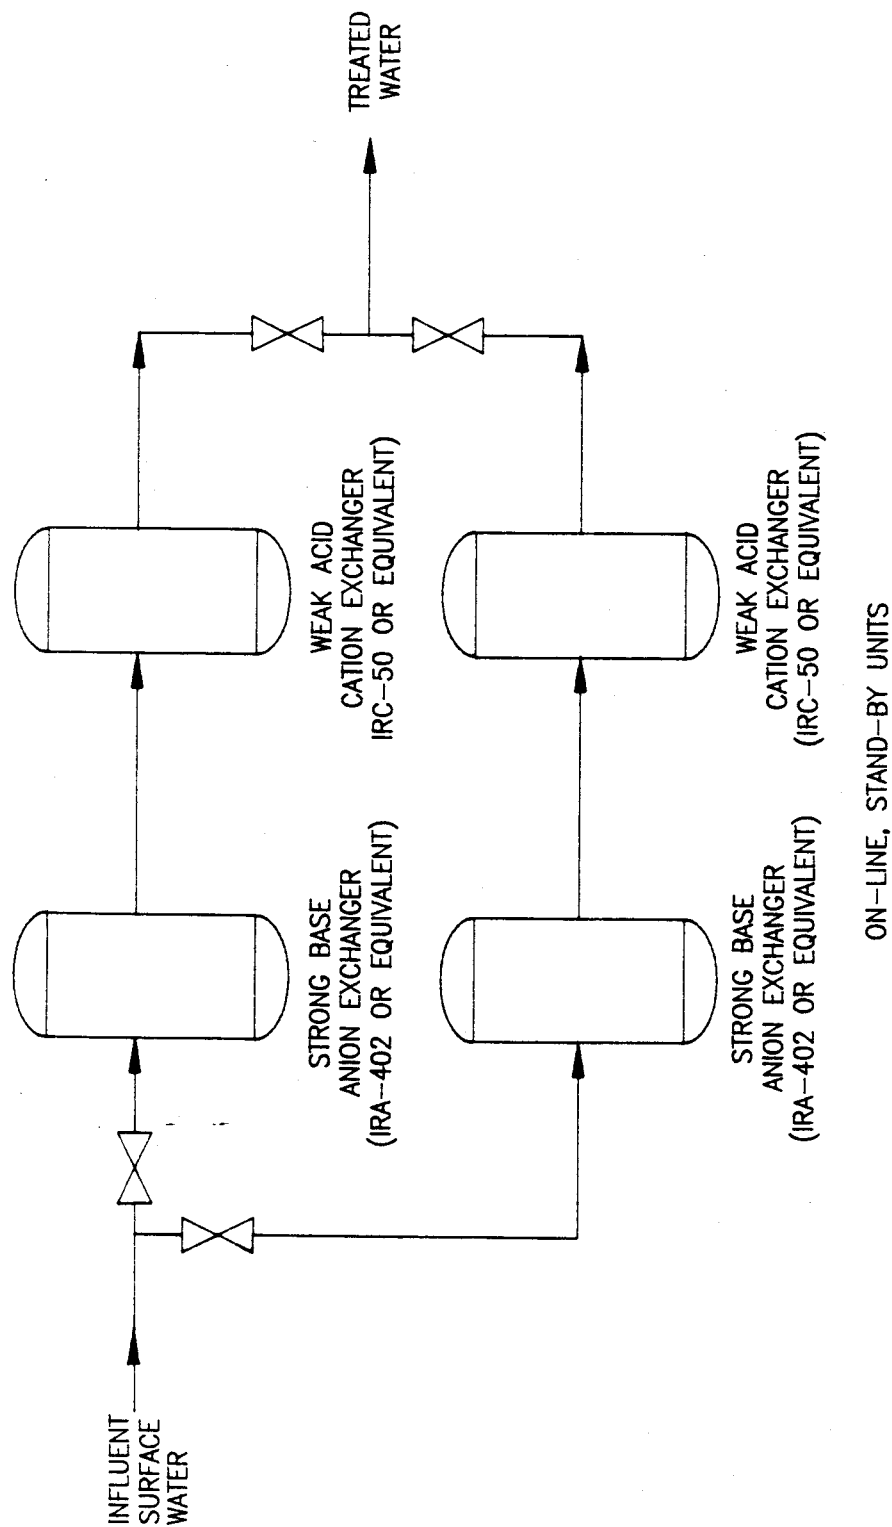 INFLUENT
SURFACE
WATER
STRONG BASE
ANION EXCHANGER
(IRA-402 OR EQUIVALENT)
WEAK ACID
CATION EXCHANGER
IRC-50 OR EQUIVALENT)
TREATED
WATER
STRONG BASE
ANION EXCHANGER
(IRA-402 OR EQUIVALENT)
WEAK ACID
CATION EXCHANGER
(IRC-50 OR EQUIVALENT)
ON-LINE, STAND-BY UNITS